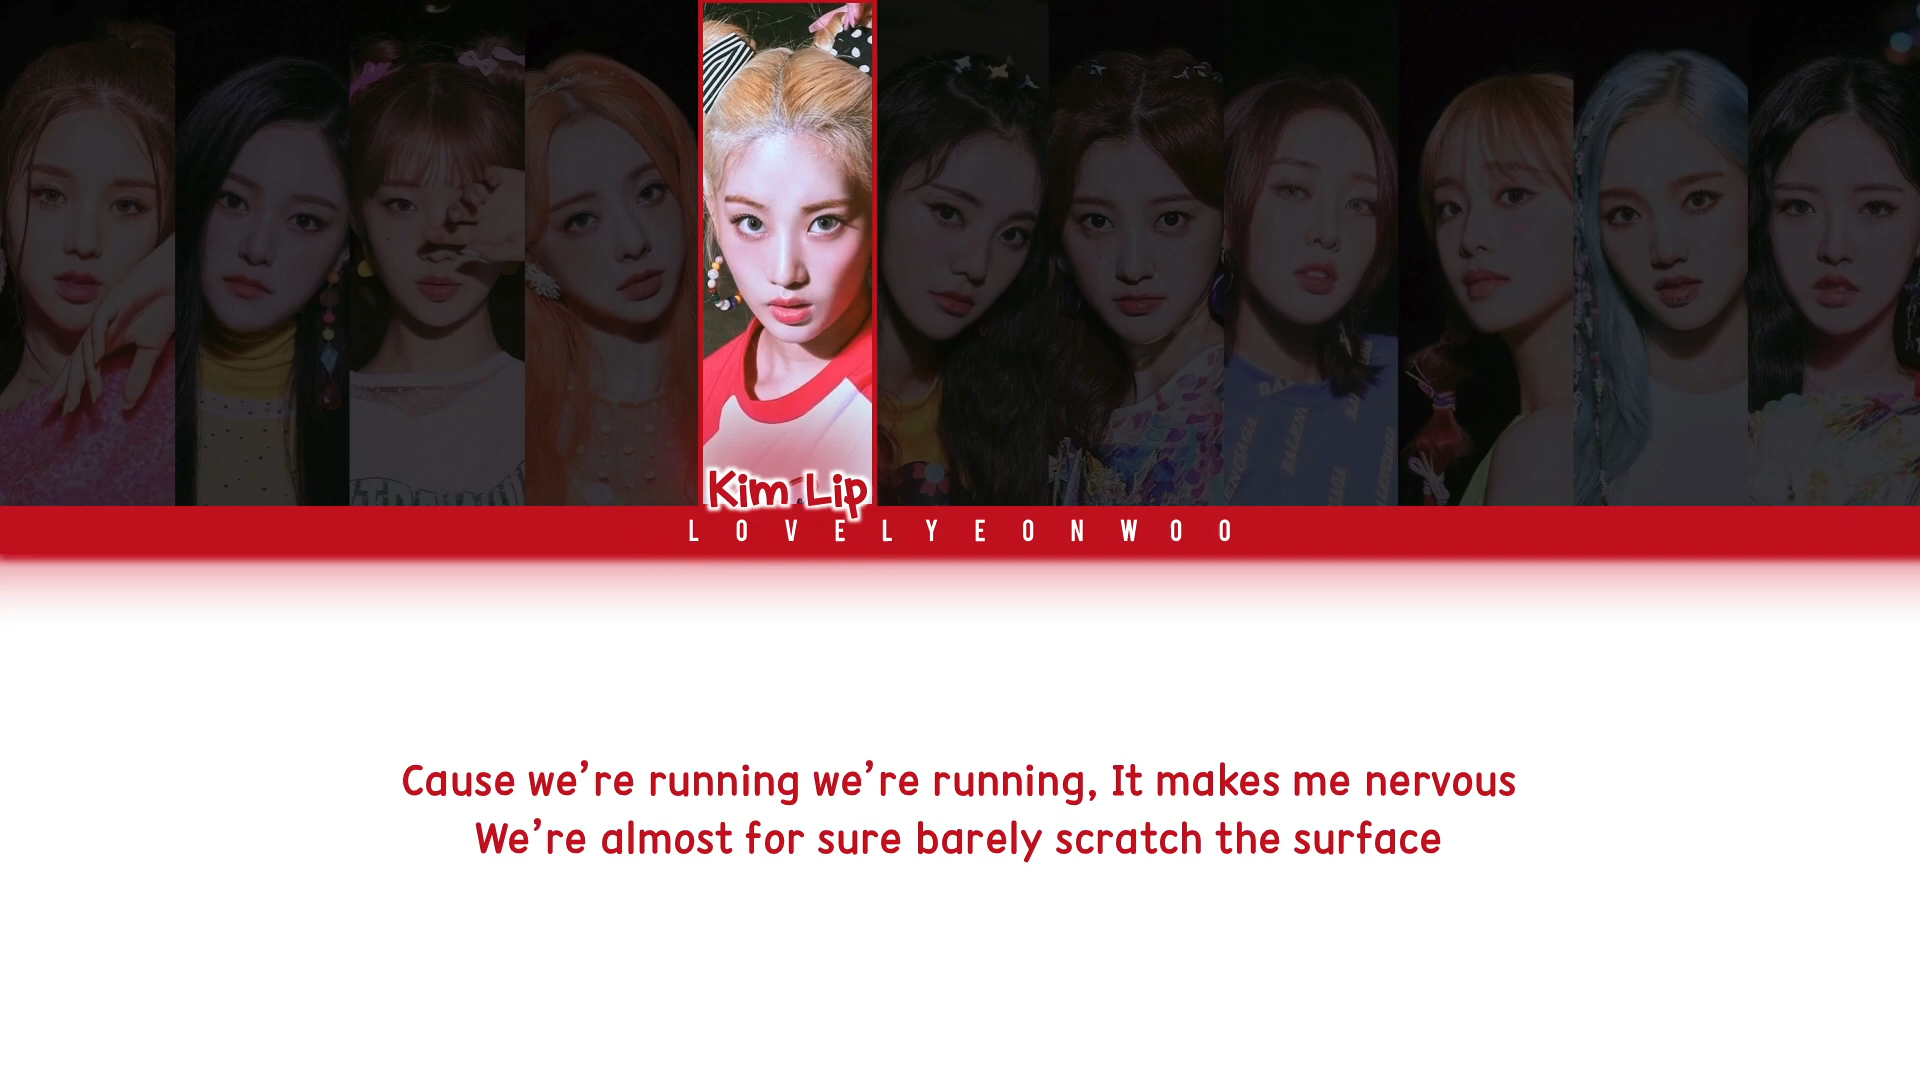 Kim Lip
LOVELYEONWOO
Cause we're running we're running, It makes me nervous
We're almost for sure barely scratch the surface